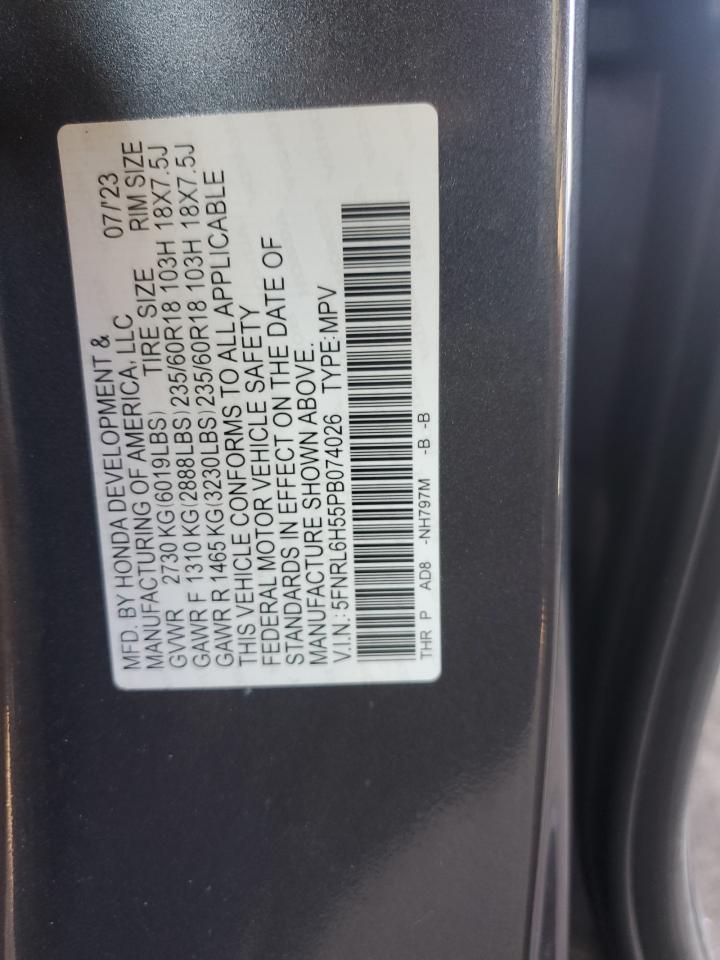 MFD. BY HONDA DEVELOPMENT & 07/'23
MANUFACTURING OF AMERICA, LLC
TIRE SIZE RIM SIZE
GVWR 2730 KG(6019LBS)
GAWR F 1310 KG(2888LBS) 235/60R18 103H 18X7.5J
GAWR R 1465 KG(3230LBS) 235/60R18 103H 18X7.5J
THIS VEHICLE CONFORMS TO ALL APPLICABLE
FEDERAL MOTOR VEHICLE SAFETY
STANDARDS IN EFFECT ON THE DATE OF
MANUFACTURE SHOWN ABOVE.
V.I.N.:5FNRL6H55PB074026 TYPE:MPV
THR P AD8 -NH797M -B -B